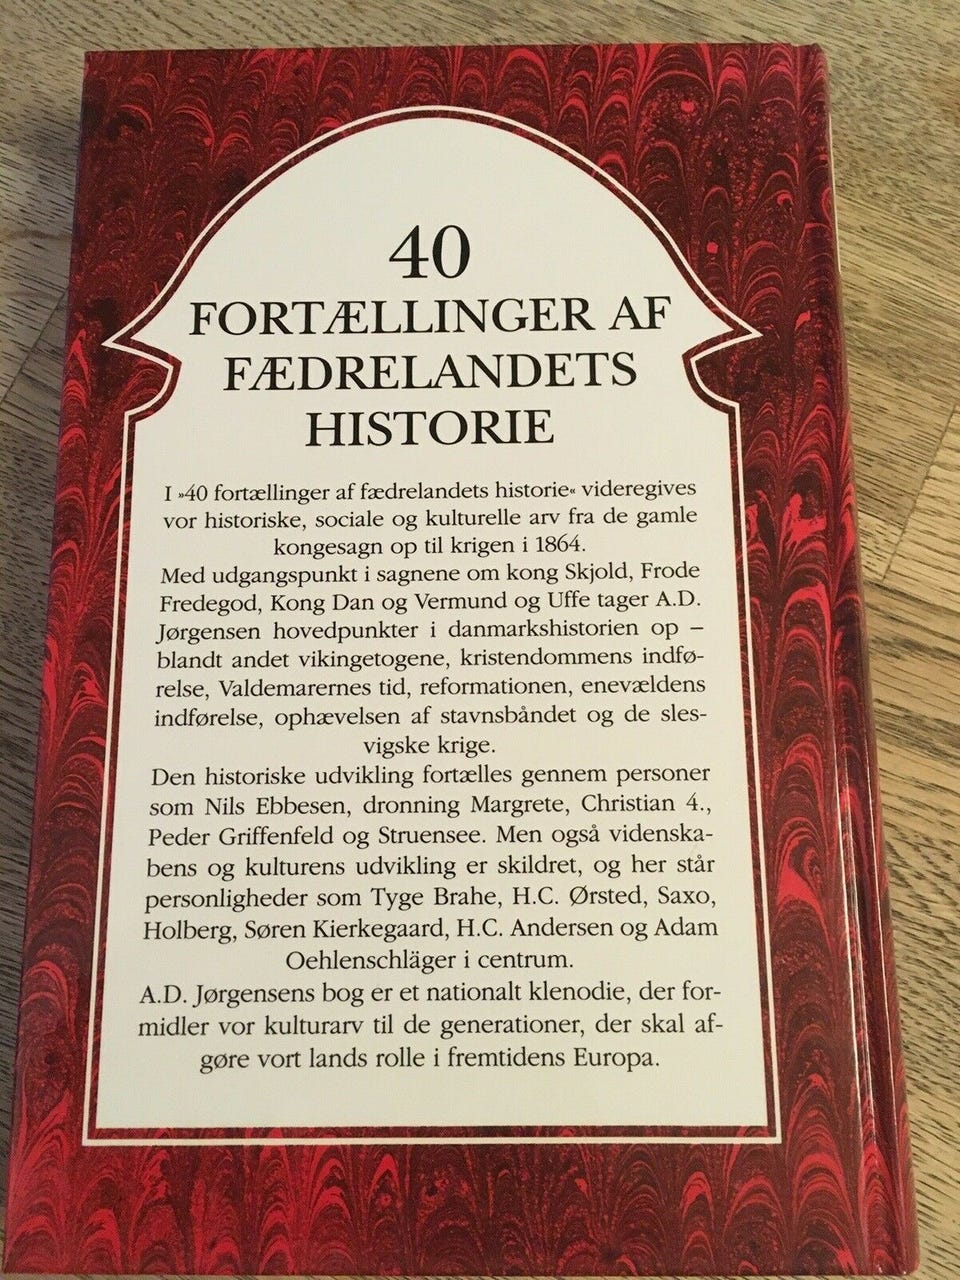 40
FORTÆLLINGER AF
FÆDRELANDETS
HISTORIE
I »40 fortællinger af fædrelandets historie« videregives
vor historiske, sociale og kulturelle arv fra de gamle
kongesagn op til krigen i 1864.
Med udgangspunkt i sagnene om kong Skjold, Frode
Fredegod, Kong Dan og Vermund og Uffe tager A.D.
Jørgensen hovedpunkter i danmarkshistorien op –
blandt andet vikingetogene, kristendommens indfø-
relse, Valdemarernes tid, reformationen, enevældens
indførelse, ophævelsen af stavnsbåndet og de sles-
vigske krige.
Den historiske udvikling fortælles gennem personer
som Nils Ebbesen, dronning Margrete, Christian 4.,
Peder Griffenfeld og Struensee. Men også videnska-
bens og kulturens udvikling er skildret, og her står
personligheder som Tyge Brahe, H.C. Ørsted, Saxo,
Holberg, Søren Kierkegaard, H.C. Andersen og Adam
Oehlenschläger i centrum.
A.D. Jørgensens bog er et nationalt klenodie, der for-
midler vor kulturarv til de generationer, der skal af-
gøre vort lands rolle i fremtidens Europa.